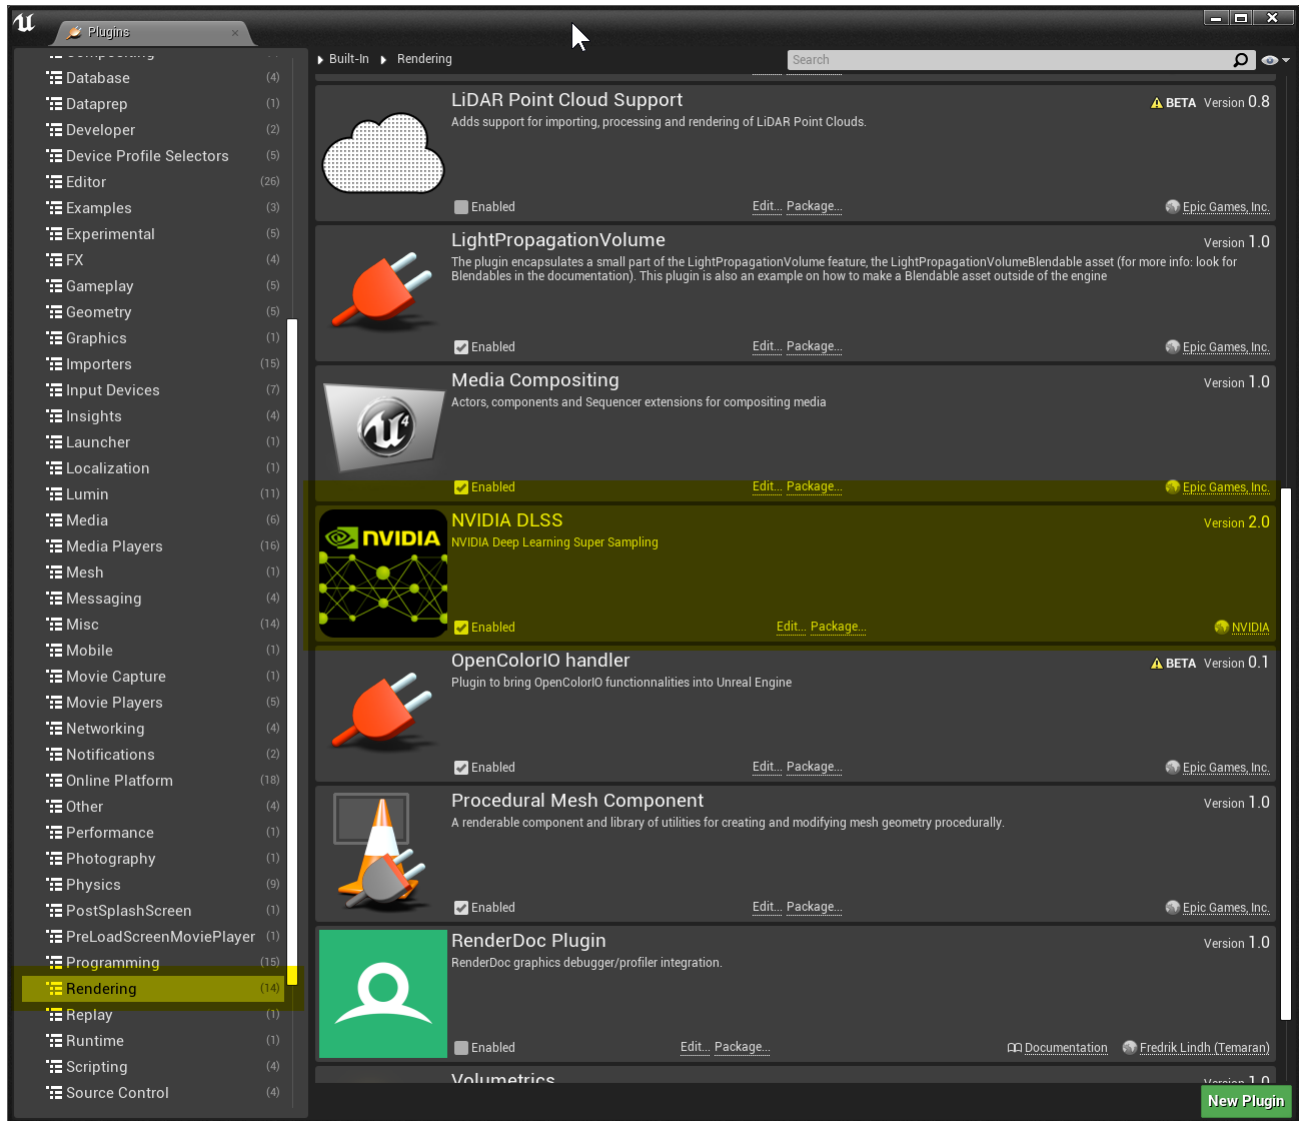 Plugins
Built-In
Rendering
Search
Database (4)
Dataprep (1)
Developer (2)
Device Profile Selectors (5)
Editor (26)
Examples (3)
Experimental (5)
FX (4)
Gameplay (5)
Geometry (5)
Graphics (1)
Importers (15)
Input Devices (7)
Insights (4)
Launcher (1)
Localization (1)
Lumin (11)
Media (6)
Media Players (16)
Mesh (1)
Messaging (4)
Misc (14)
Mobile (1)
Movie Capture (1)
Movie Players (5)
Networking (4)
Notifications (2)
Online Platform (18)
Other (4)
Performance (1)
Photography (1)
Physics (9)
PostSplashScreen (1)
PreLoadScreenMoviePlayer (1)
Programming (15)
Rendering (14)
Replay (1)
Runtime (1)
Scripting (4)
Source Control (4)
LiDAR Point Cloud Support
BETA Version 0.8
Adds support for importing, processing and rendering of LiDAR Point Clouds.
Enabled
Edit... Package...
Epic Games, Inc.
LightPropagationVolume
Version 1.0
The plugin encapsulates a small part of the LightPropagationVolume feature, the LightPropagationVolumeBlendable asset (for more info: look for
Blendables in the documentation). This plugin is also an example on how to make a Blendable asset outside of the engine
Enabled
Edit... Package...
Epic Games, Inc.
Media Compositing
Version 1.0
Actors, components and Sequencer extensions for compositing media
4
Enabled
Edit... Package...
Epic Games, Inc.
NVIDIA DLSS
Version 2.0
NVIDIA
NVIDIA Deep Learning Super Sampling
Enabled
Edit... Package...
NVIDIA
OpenColorIO handler
BETA Version 0.1
Plugin to bring OpenColorIO functionnalities into Unreal Engine
Enabled
Edit... Package...
Epic Games, Inc.
Procedural Mesh Component
Version 1.0
A renderable component and library of utilities for creating and modifying mesh geometry procedurally.
Enabled
Edit... Package...
Epic Games, Inc.
RenderDoc Plugin
Version 1.0
RenderDoc graphics debugger/profiler integration.
Enabled
Edit... Package...
Documentation
Fredrik Lindh (Temaran)
Volumetrics
Version 1.0
New Plugin